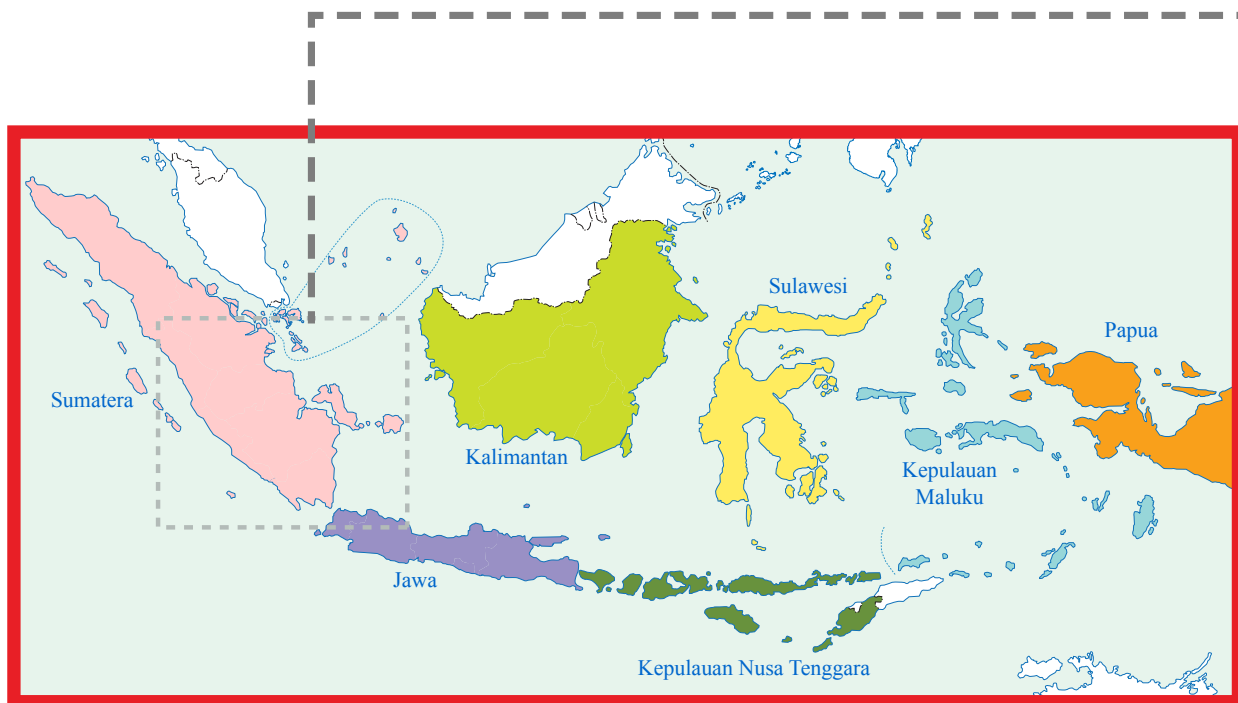 Sulawesi
Papua
Sumatera
Kalimantan
Kepulauan
Maluku
Jawa
Kepulauan Nusa Tenggara